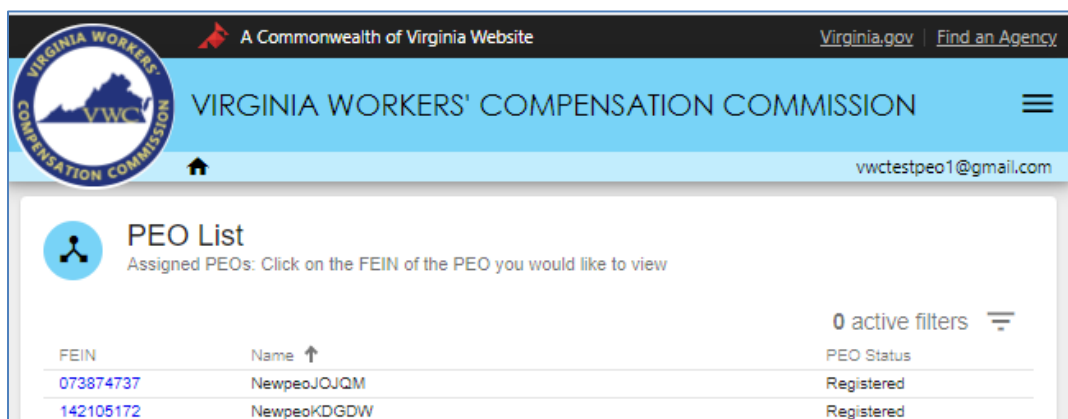 A Commonwealth of Virginia Website Virginia.gov | Find an Agency
VIRGINIA WORKERS' COMPENSATION COMMISSION
VIRGINIA WORKERS' COMPENSATION COMMISSION
VWC
vwctestpeo1@gmail.com
PEO List
Assigned PEOs: Click on the FEIN of the PEO you would like to view
0 active filters
FEIN Name PEO Status
073874737 NewpeoJOJQM Registered
142105172 NewpeoKDGDW Registered